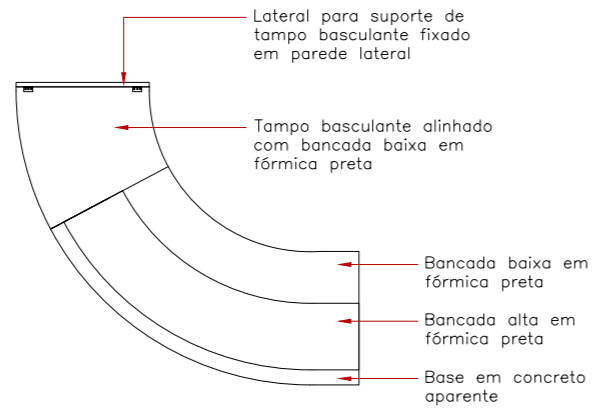 Lateral para suporte de
tampo basculante fixado
em parede lateral
Tampo basculante alinhado
com bancada baixa em
fórmica preta
Bancada baixa em
fórmica preta
Bancada alta em
fórmica preta
Base em concreto
aparente